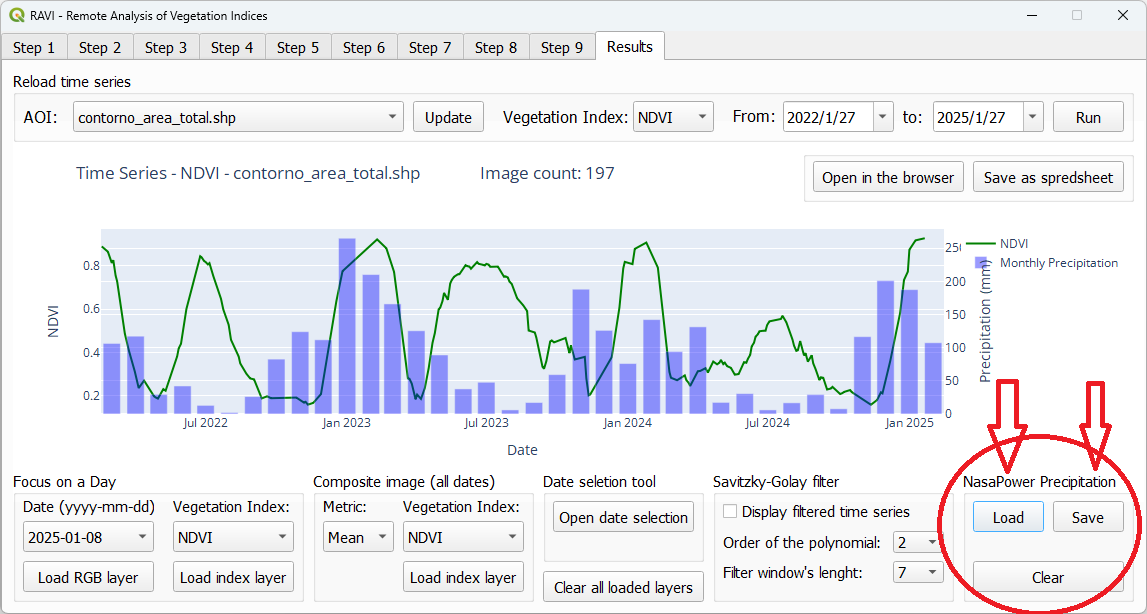 RAVI - Remote Analysis of Vegetation Indices
Step 1 Step 2 Step 3 Step 4 Step 5 Step 6 Step 7 Step 8 Step 9 Results
Reload time series
AOI: contorno_area_total.shp Update Vegetation Index: NDVI From: 2022/1/27 to: 2025/1/27 Run
Time Series - NDVI - contorno_area_total.shp Image count: 197
Open in the browser Save as spredsheet
NDVI
Monthly Precipitation
0.8
0.6
0.4
0.2
NDVI
250
200
150
100
50
0
Precipitation (mm)
Jul 2022 Jan 2023 Jul 2023 Jan 2024 Jul 2024 Jan 2025
Date
Focus on a Day
Date (yyyy-mm-dd) Vegetation Index:
2025-01-08 NDVI
Load RGB layer Load index layer
Composite image (all dates)
Metric: Vegetation Index:
Mean NDVI
Load index layer
Date seletion tool
Open date selection
Clear all loaded layers
Savitzky-Golay filter
Display filtered time series
Order of the polynomial: 2
Filter window's lenght: 7
NasaPower Precipitation
Load Save
Clear